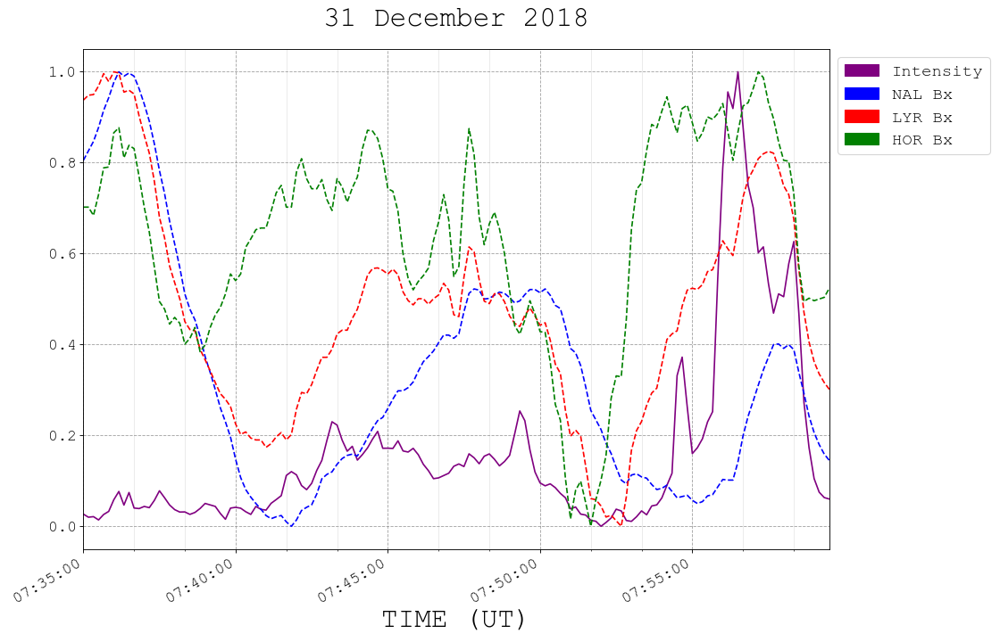 31 December 2018
1.0
0.8
0.6
0.4
0.2
0.0
07:35:00
07:40:00
07:45:00
07:50:00
07:55:00
TIME (UT)
Intensity
NAL Bx
LYR Bx
HOR Bx